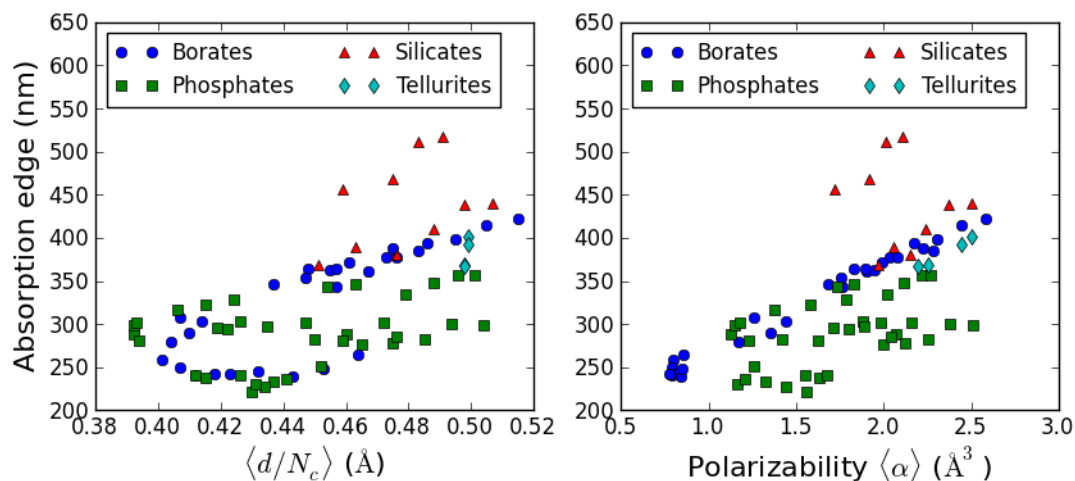 Absorption edge (nm)
650
600
550
500
450
400
350
300
250
200
Borates
Phosphates
Silicates
Tellurites
0.38 0.40 0.42 0.44 0.46 0.48 0.50 0.52
⟨d/N_c⟩ (Å)
650
600
550
500
450
400
350
300
250
200
Borates
Phosphates
Silicates
Tellurites
0.5 1.0 1.5 2.0 2.5 3.0
Polarizability ⟨α⟩ (Å³ )